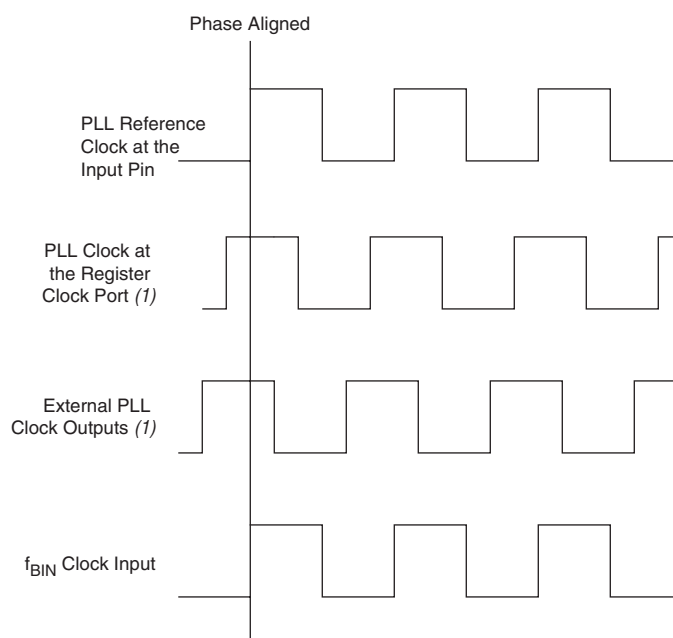 Phase Aligned
PLL Reference
Clock at the
Input Pin
PLL Clock at
the Register
Clock Port (1)
External PLL
Clock Outputs (1)
fBIN Clock Input